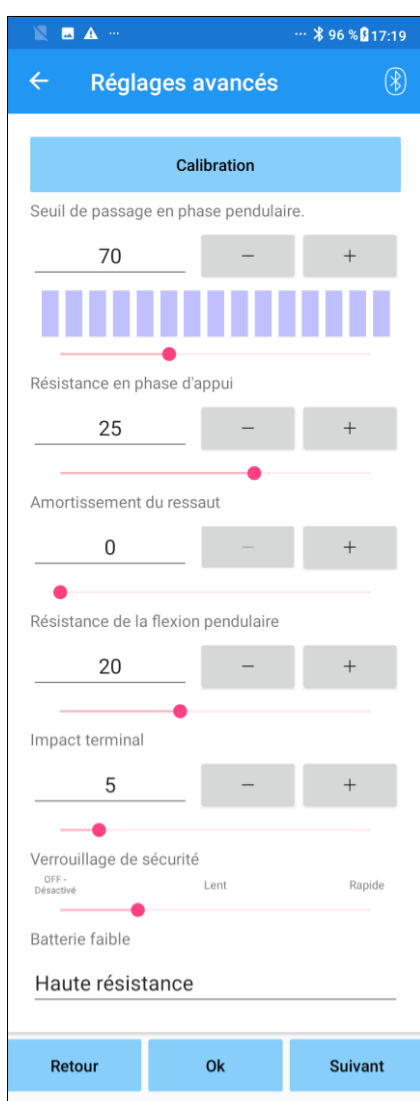 96 % 17:19
Réglages avancés
Calibration
Seuil de passage en phase pendulaire.
70 − +
Résistance en phase d'appui
25 − +
Amortissement du ressaut
0 − +
Résistance de la flexion pendulaire
20 − +
Impact terminal
5 − +
Verrouillage de sécurité
OFF -
Désactivé Lent Rapide
Batterie faible
Haute résistance
Retour Ok Suivant